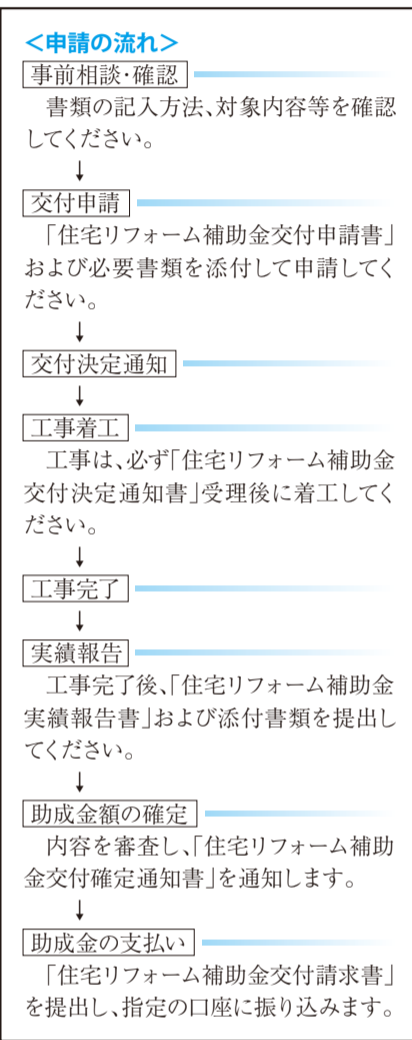 ＜申請の流れ＞
事前相談・確認
　書類の記入方法、対象内容等を確認
してください。
↓
交付申請
　「住宅リフォーム補助金交付申請書」
および必要書類を添付して申請してく
ださい。
↓
交付決定通知
↓
工事着工
　工事は、必ず「住宅リフォーム補助金
交付決定通知書」受理後に着工してく
ださい。
↓
工事完了
↓
実績報告
　工事完了後、「住宅リフォーム補助金
実績報告書」および添付書類を提出し
てください。
↓
助成金額の確定
　内容を審査し、「住宅リフォーム補助
金交付確定通知書」を通知します。
↓
助成金の支払い
　「住宅リフォーム補助金交付請求書」
を提出し、指定の口座に振り込みます。